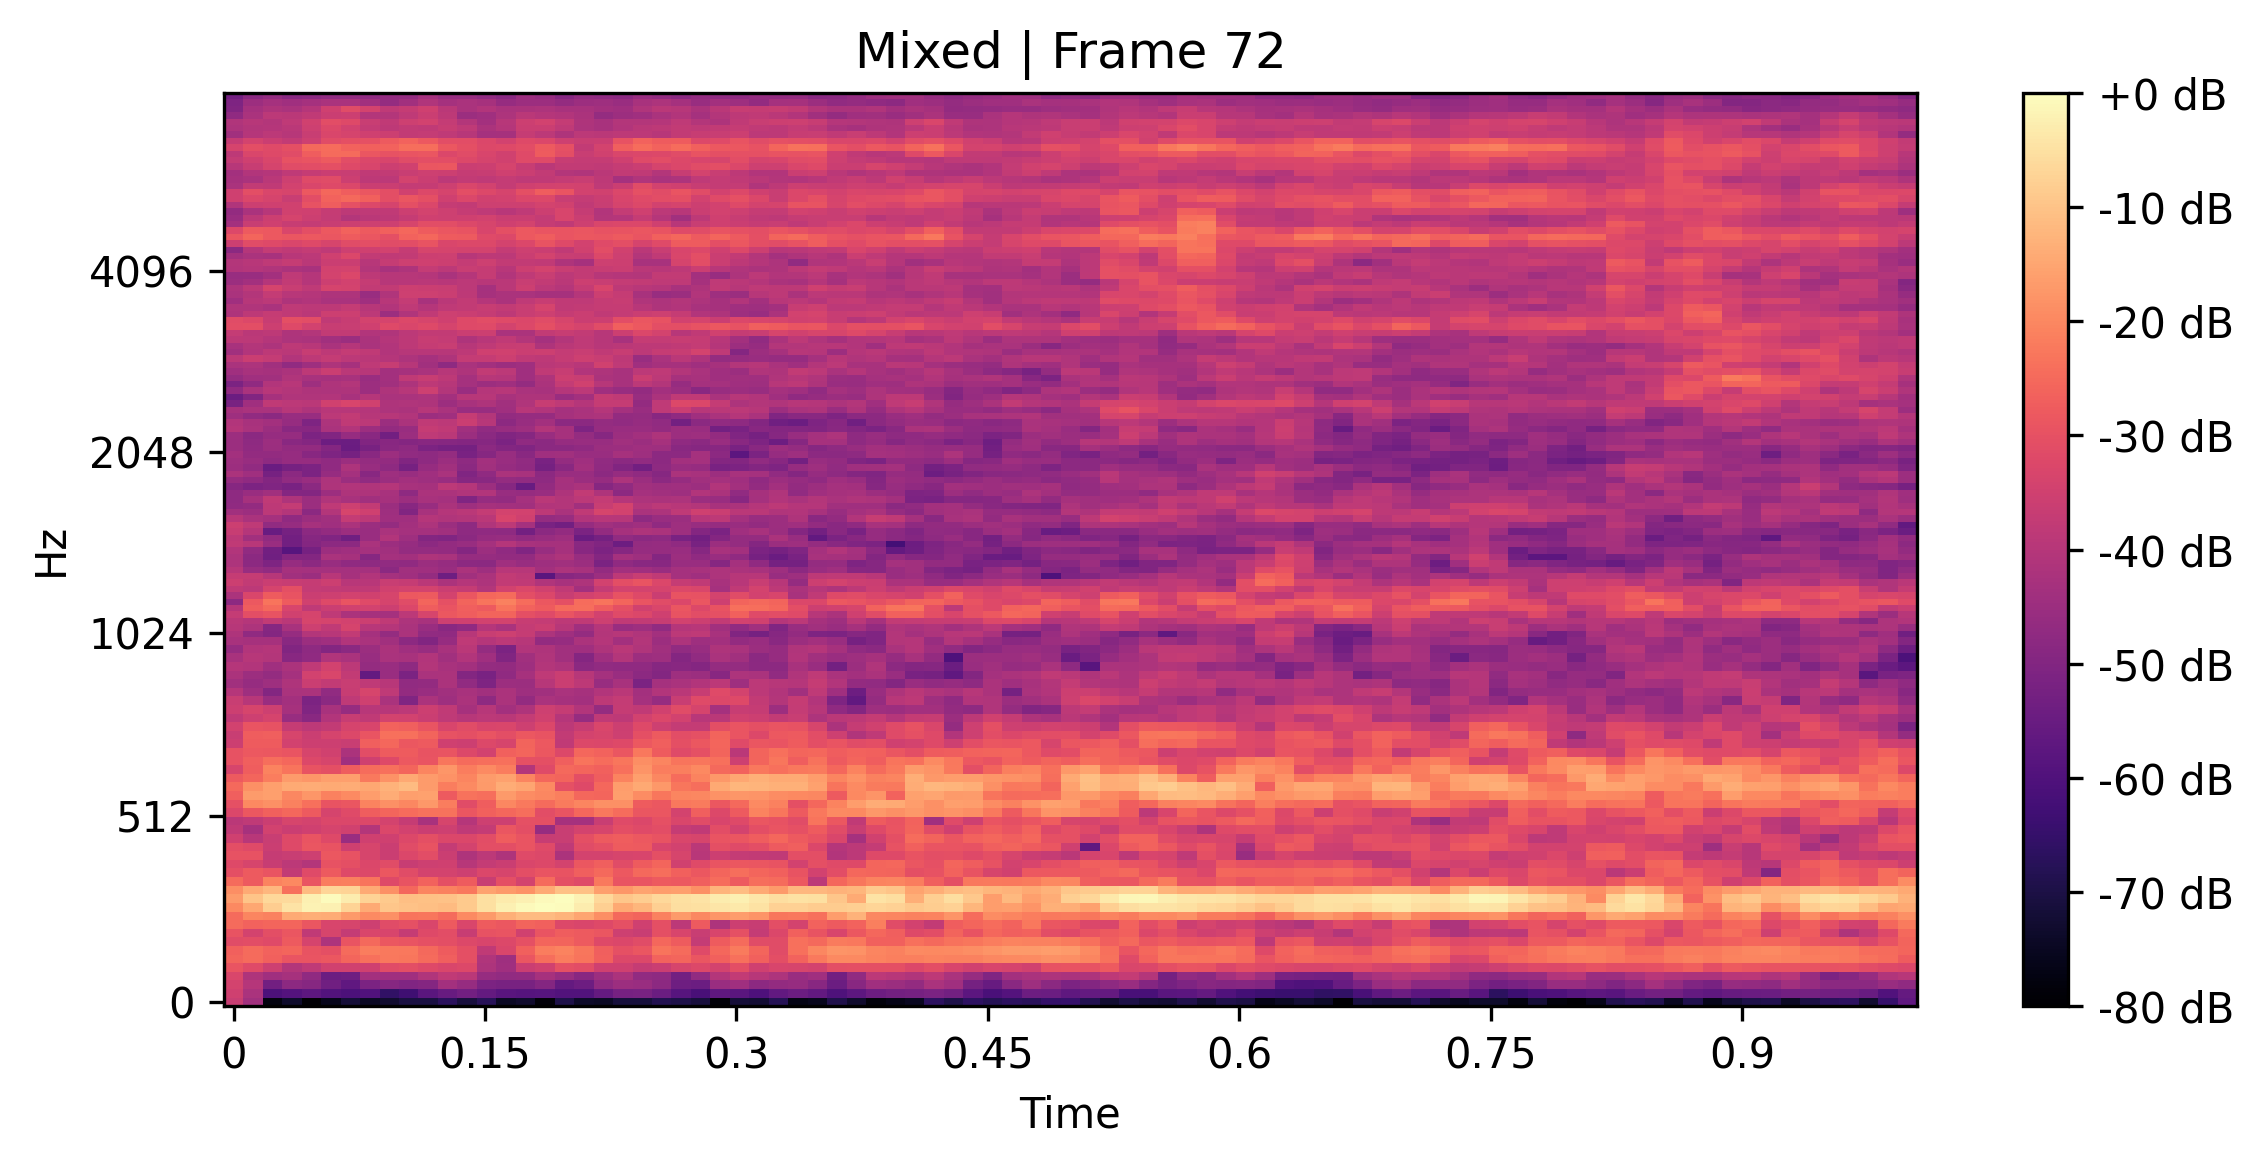 Mixed | Frame 72
Hz
4096
2048
1024
512
0
0 0.15 0.3 0.45 0.6 0.75 0.9
Time
+0 dB
-10 dB
-20 dB
-30 dB
-40 dB
-50 dB
-60 dB
-70 dB
-80 dB